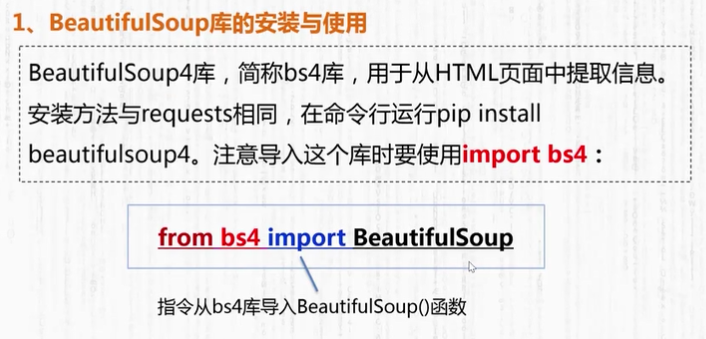 1、BeautifulSoup库的安装与使用
BeautifulSoup4库，简称bs4库，用于从HTML页面中提取信息。
安装方法与requests相同，在命令行运行pip install
beautifulsoup4。注意导入这个库时要使用import bs4：
from bs4 import BeautifulSoup
指令从bs4库导入BeautifulSoup()函数